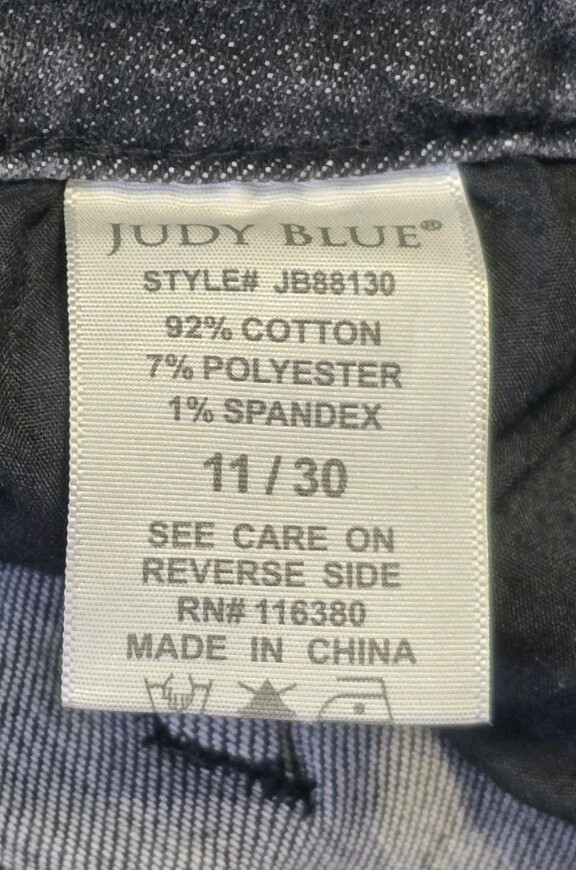 JUDY BLUE®
STYLE# JB88130
92% COTTON
7% POLYESTER
1% SPANDEX
11 / 30
SEE CARE ON
REVERSE SIDE
RN# 116380
MADE IN CHINA